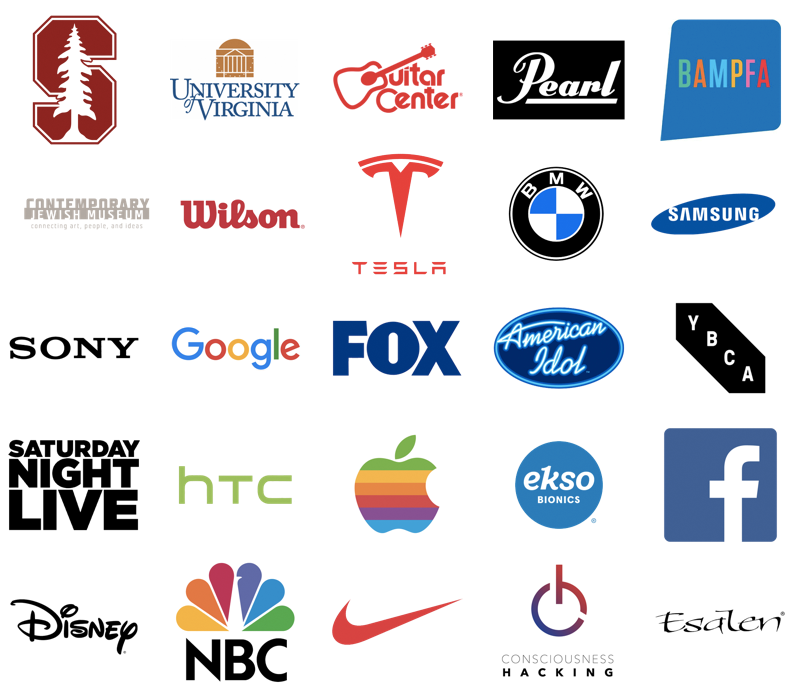 UNIVERSITY
of VIRGINIA
Guitar
Center®
Pearl
BAMPFA
CONTEMPORARY
JEWISH MUSEUM
connecting art, people, and ideas
Wilson®
TESLA
BMW
SAMSUNG
SONY
Google
FOX
American
Idol™
Y
B
C
A
SATURDAY
NIGHT
LIVE
hTC
ekso
BIONICS
®
f
S
DISNEY
NBC
CONSCIOUSNESS
HACKING
Esalen®